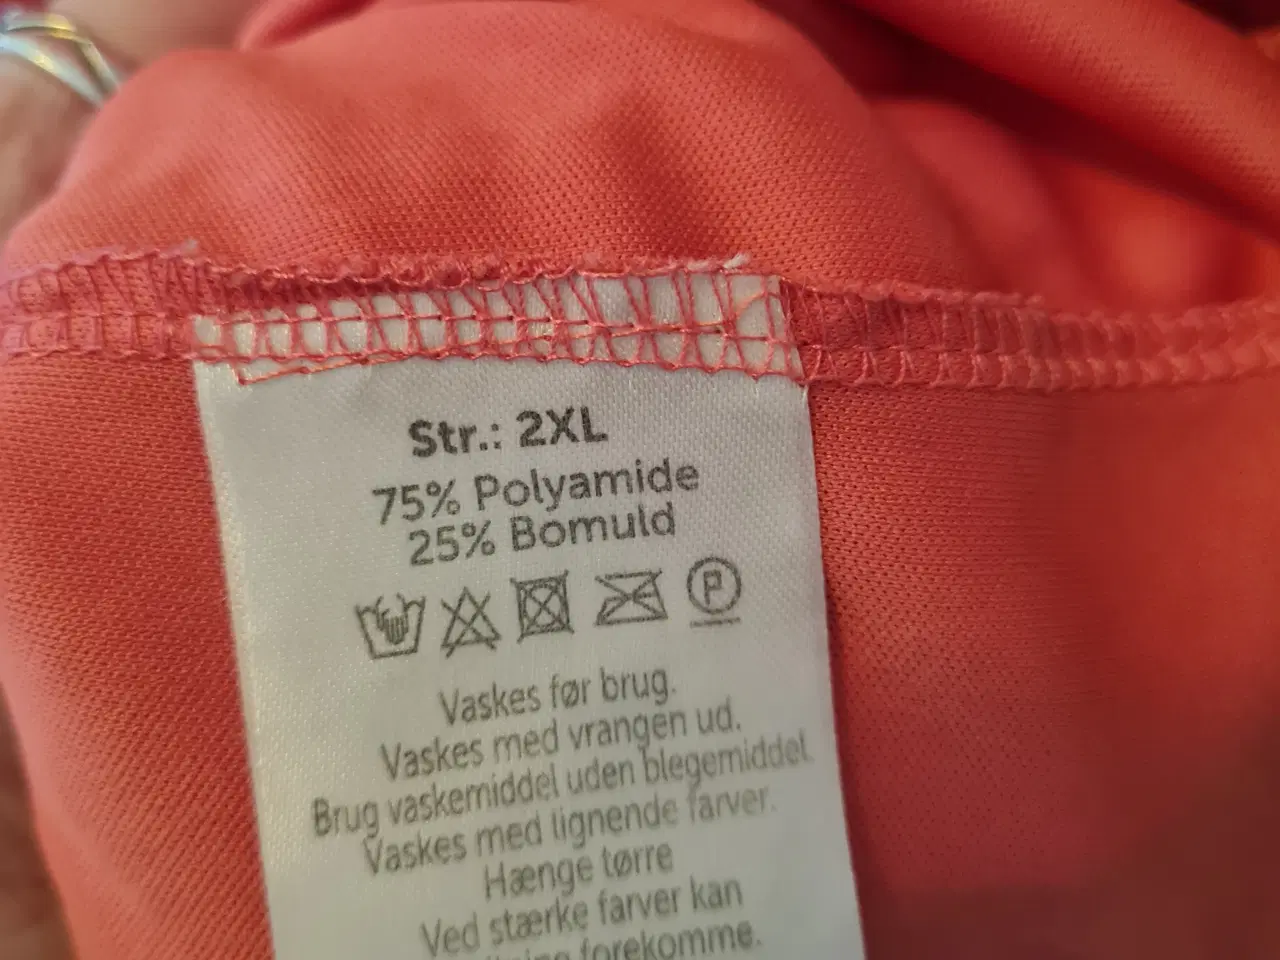 Str.: 2XL
75% Polyamide
25% Bomuld
P
Vaskes før brug.
Vaskes med vrangen ud.
Brug vaskemiddel uden blegemiddel.
Vaskes med lignende farver.
Hænge tørre
Ved stærke farver kan
forekomme.